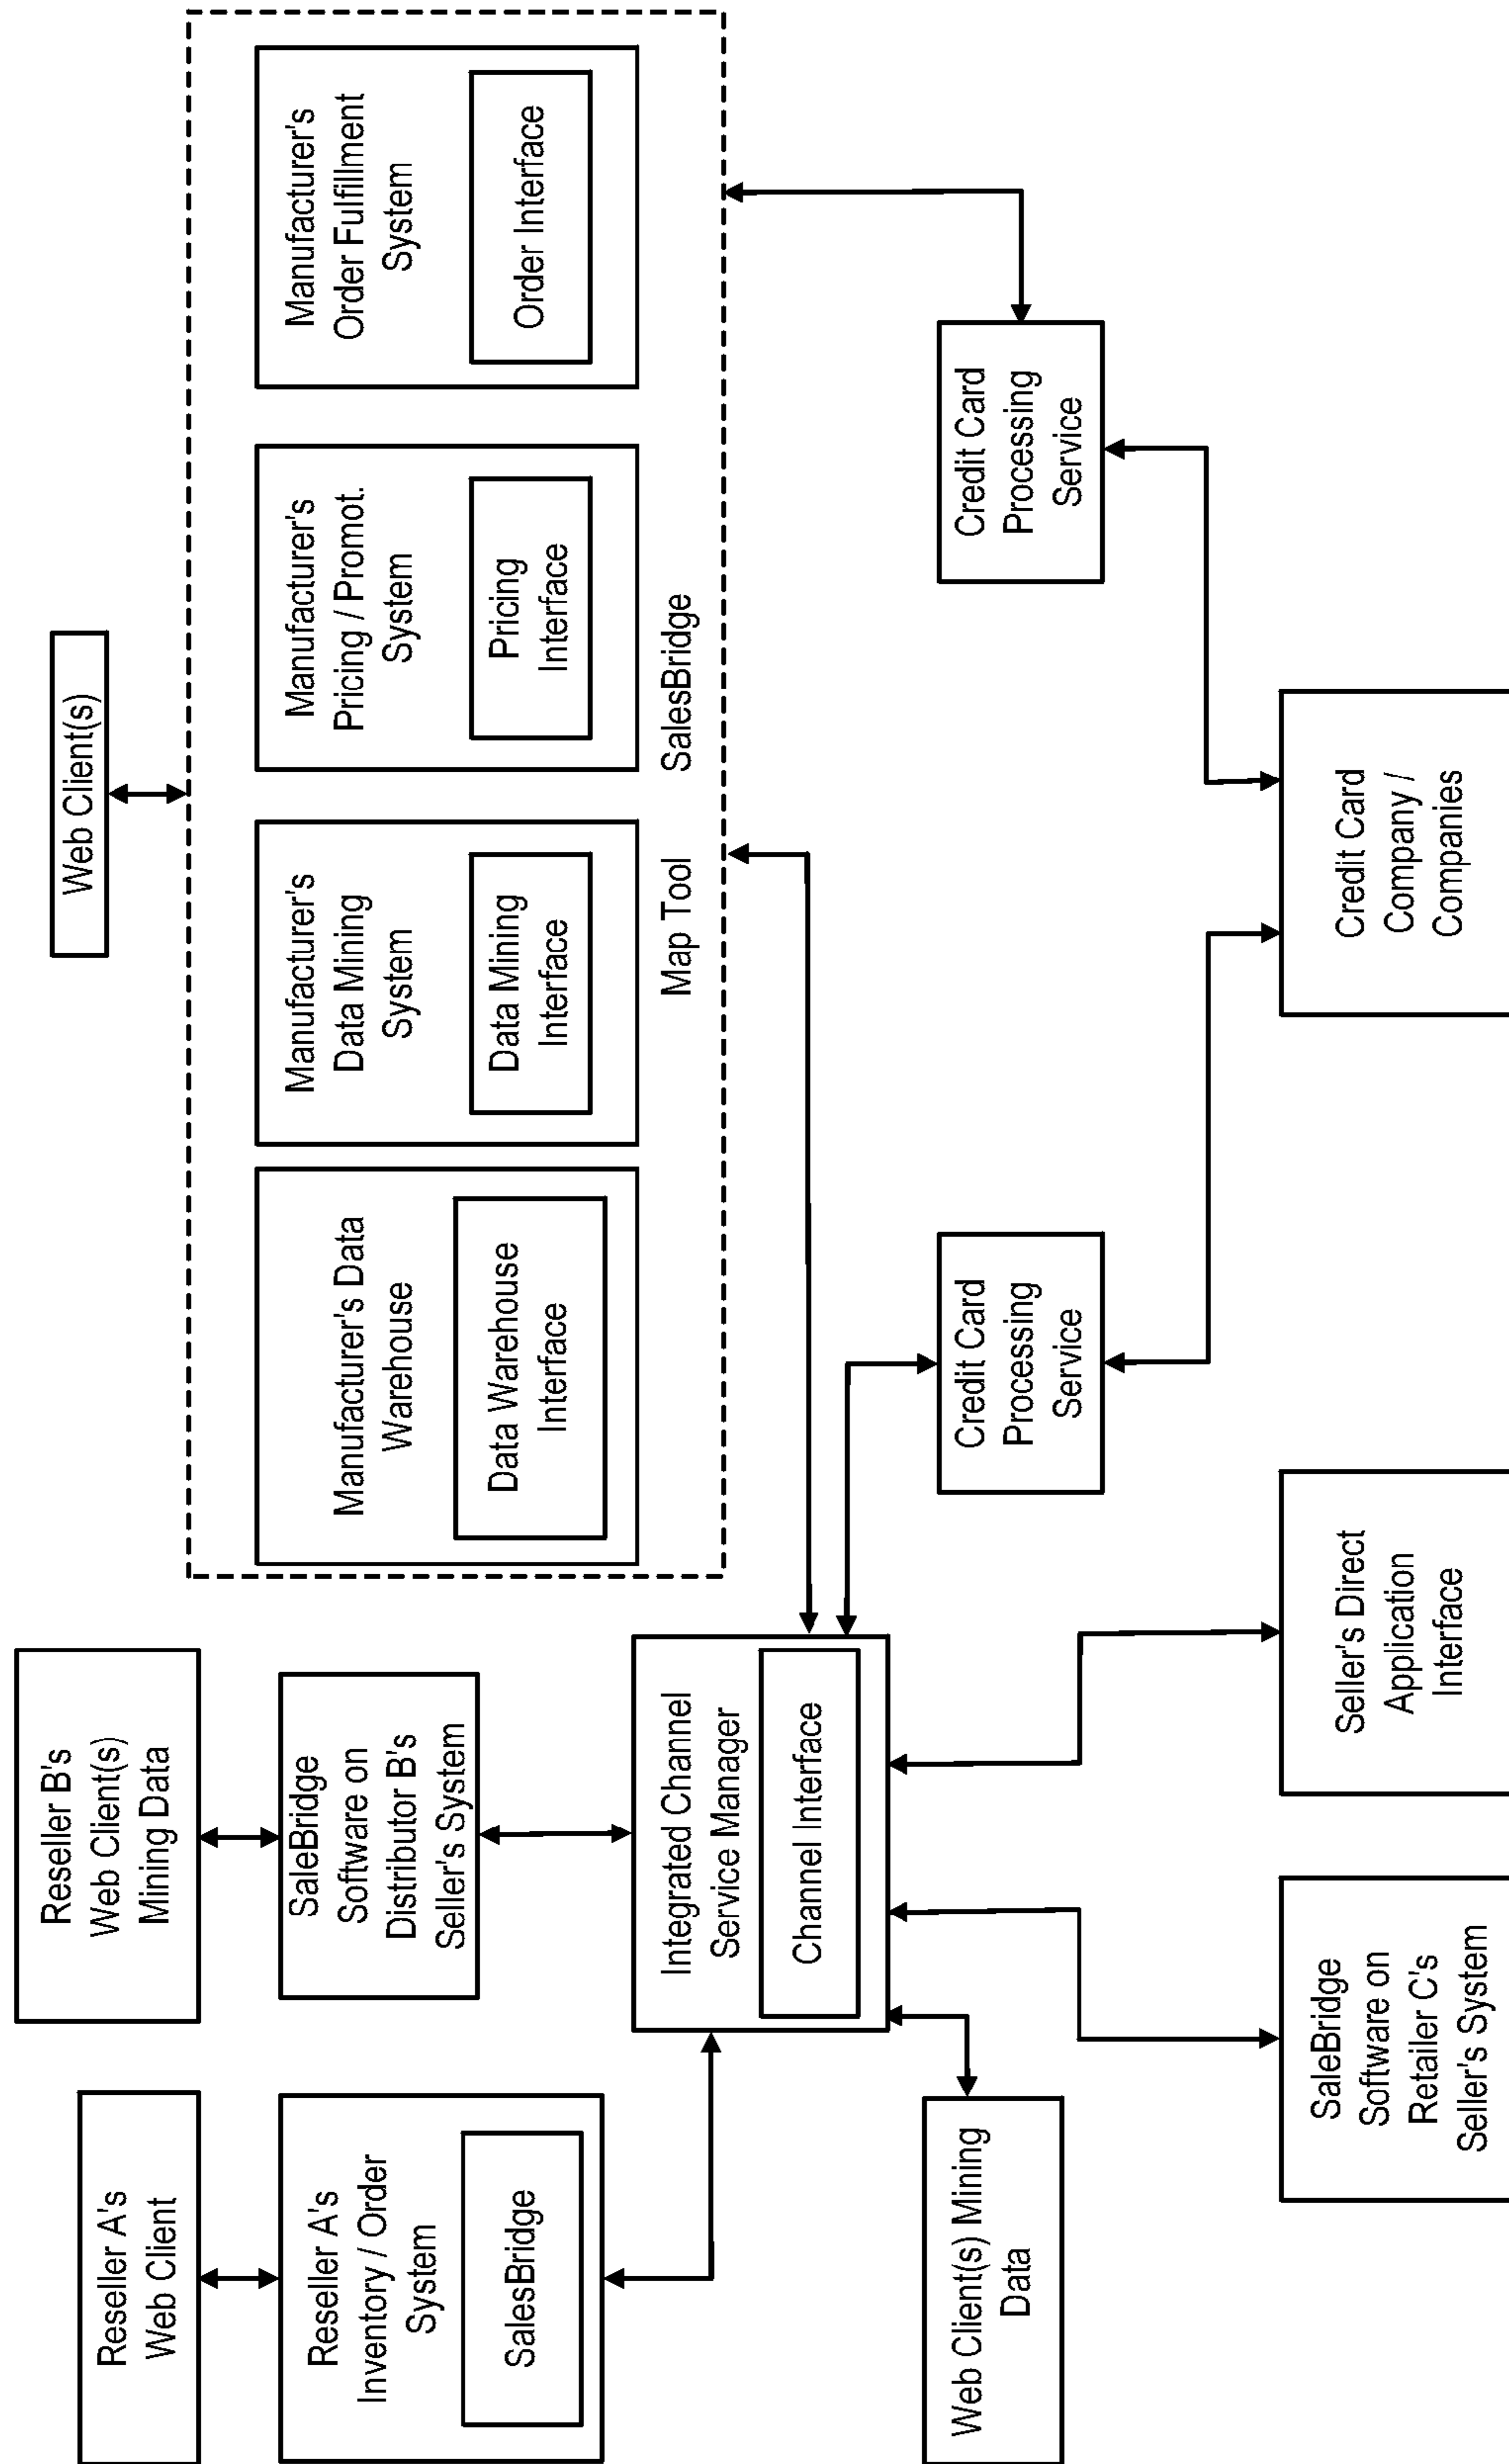 Reseller A's
Web Client
Reseller A's
Inventory / Order
System
SalesBridge
Reseller B's
Web Client(s)
Mining Data
SaleBridge
Software on
Distributor B's
Seller's System
Web Client(s)
Manufacturer's Data
Warehouse
Data Warehouse
Interface
Manufacturer's
Data Mining
System
Data Mining
Interface
Manufacturer's
Pricing / Promot.
System
Pricing
Interface
Manufacturer's
Order Fulfillment
System
Order Interface
Map Tool
SalesBridge
Integrated Channel
Service Manager
Channel Interface
Web Client(s) Mining
Data
Credit Card
Processing
Service
Credit Card
Processing
Service
SaleBridge
Software on
Retailer C's
Seller's System
Seller's Direct
Application
Interface
Credit Card
Company /
Companies